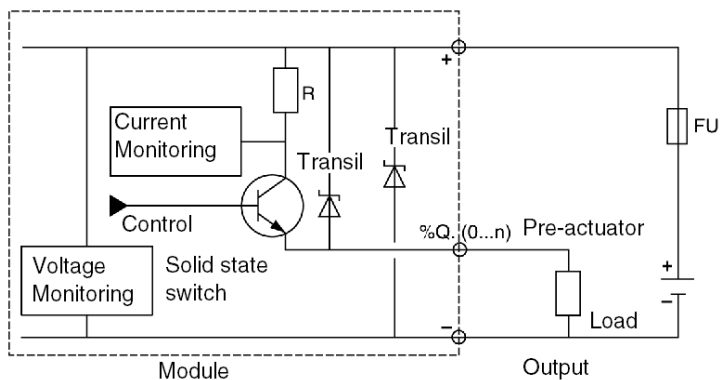 +
R
FU
Current
Monitoring
Transil
Transil
Control
%Q. (0...n)
Pre-actuator
Voltage
Monitoring
Solid state
switch
+
−
Load
−
Module
Output